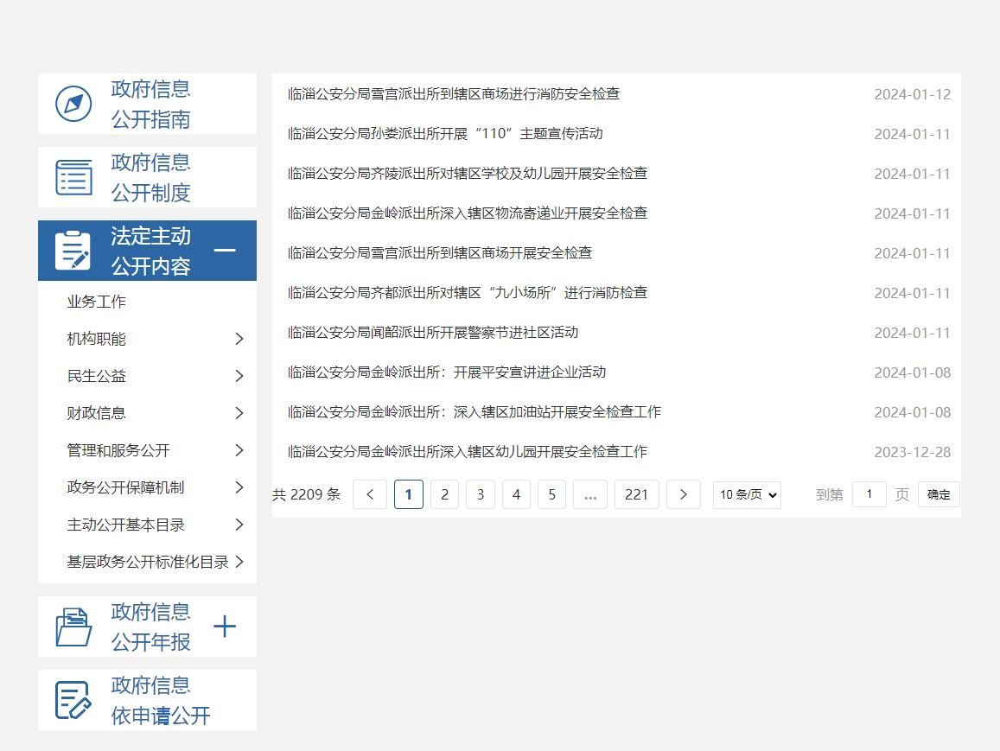 政府信息
公开指南
政府信息
公开制度
法定主动
公开内容
业务工作
机构职能
民生公益
财政信息
管理和服务公开
政务公开保障机制
主动公开基本目录
基层政务公开标准化目录
政府信息
公开年报
政府信息
依申请公开
临淄公安分局雪宫派出所到辖区商场进行消防安全检查 2024-01-12
临淄公安分局孙娄派出所开展“110”主题宣传活动 2024-01-11
临淄公安分局齐陵派出所对辖区学校及幼儿园开展安全检查 2024-01-11
临淄公安分局金岭派出所深入辖区物流寄递业开展安全检查 2024-01-11
临淄公安分局雪宫派出所到辖区商场开展安全检查 2024-01-11
临淄公安分局齐都派出所对辖区“九小场所”进行消防检查 2024-01-11
临淄公安分局闻韶派出所开展警察节进社区活动 2024-01-11
临淄公安分局金岭派出所：开展平安宣讲进企业活动 2024-01-08
临淄公安分局金岭派出所：深入辖区加油站开展安全检查工作 2024-01-08
临淄公安分局金岭派出所深入辖区幼儿园开展安全检查工作 2023-12-28
共 2209 条 < 1 2 3 4 5 ... 221 > 10 条/页 到第 1 页 确定